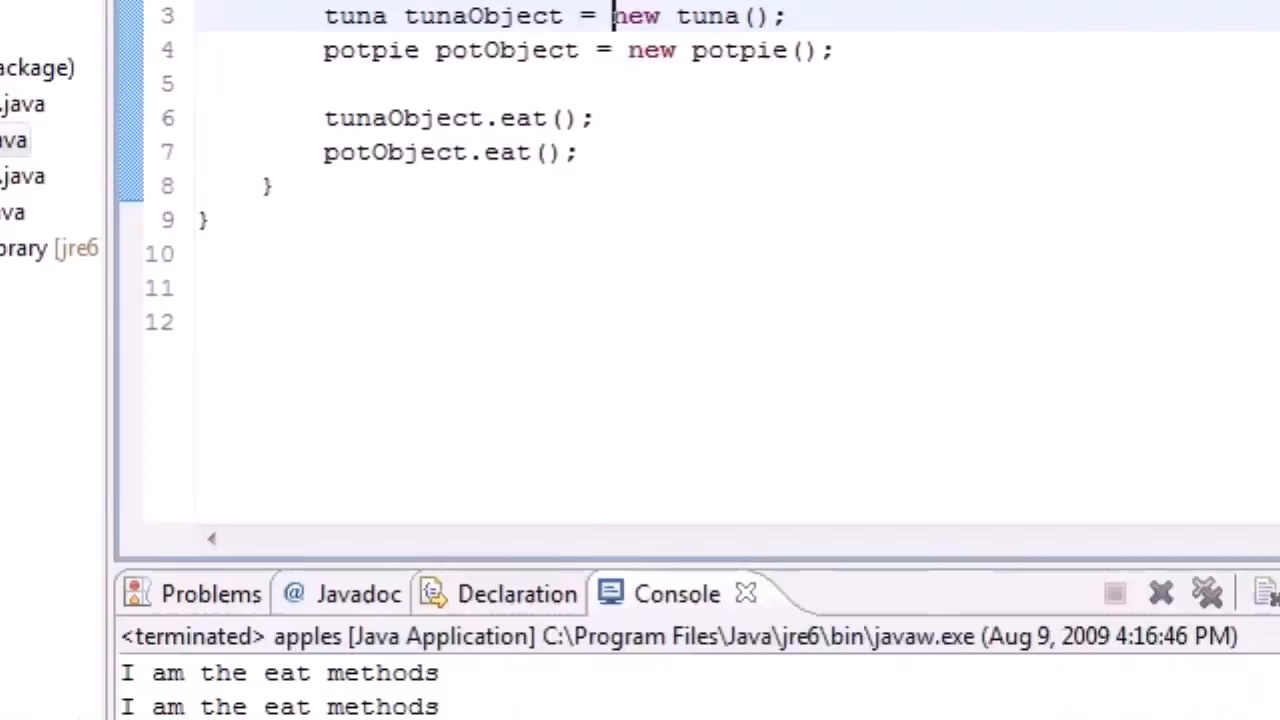 3 tuna tunaObject = new tuna();
ackage)
4 potpie potObject = new potpie();
.java
5
6 tunaObject.eat();
ava
7 potObject.eat();
.java
8 }
va
9 }
brary [jre6
10
11
12
Problems @ Javadoc Declaration Console
<terminated> apples [Java Application] C:\Program Files\Java\jre6\bin\javaw.exe (Aug 9, 2009 4:16:46 PM)
I am the eat methods
I am the eat methods